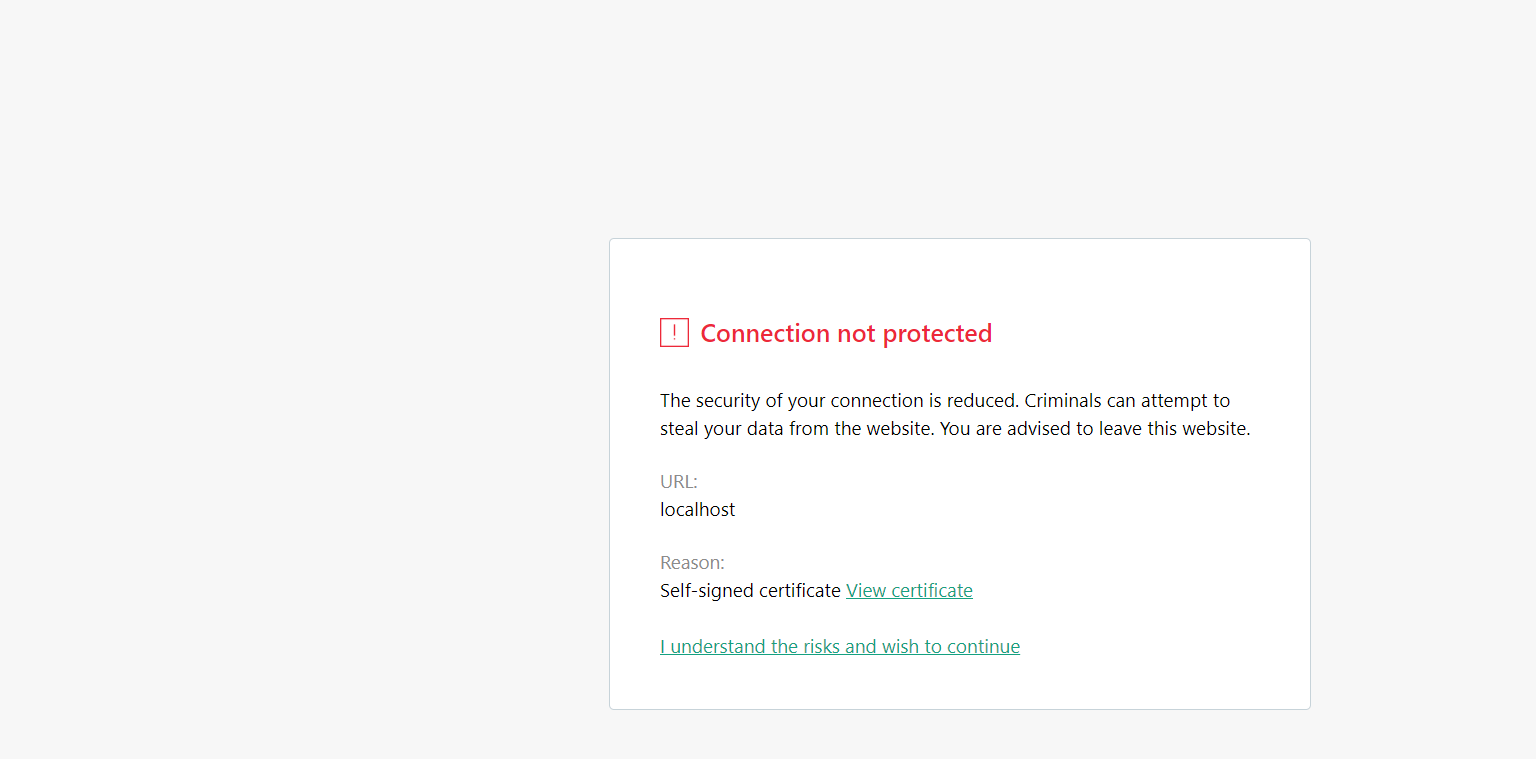 ! Connection not protected
The security of your connection is reduced. Criminals can attempt to
steal your data from the website. You are advised to leave this website.
URL:
localhost
Reason:
Self-signed certificate View certificate
I understand the risks and wish to continue